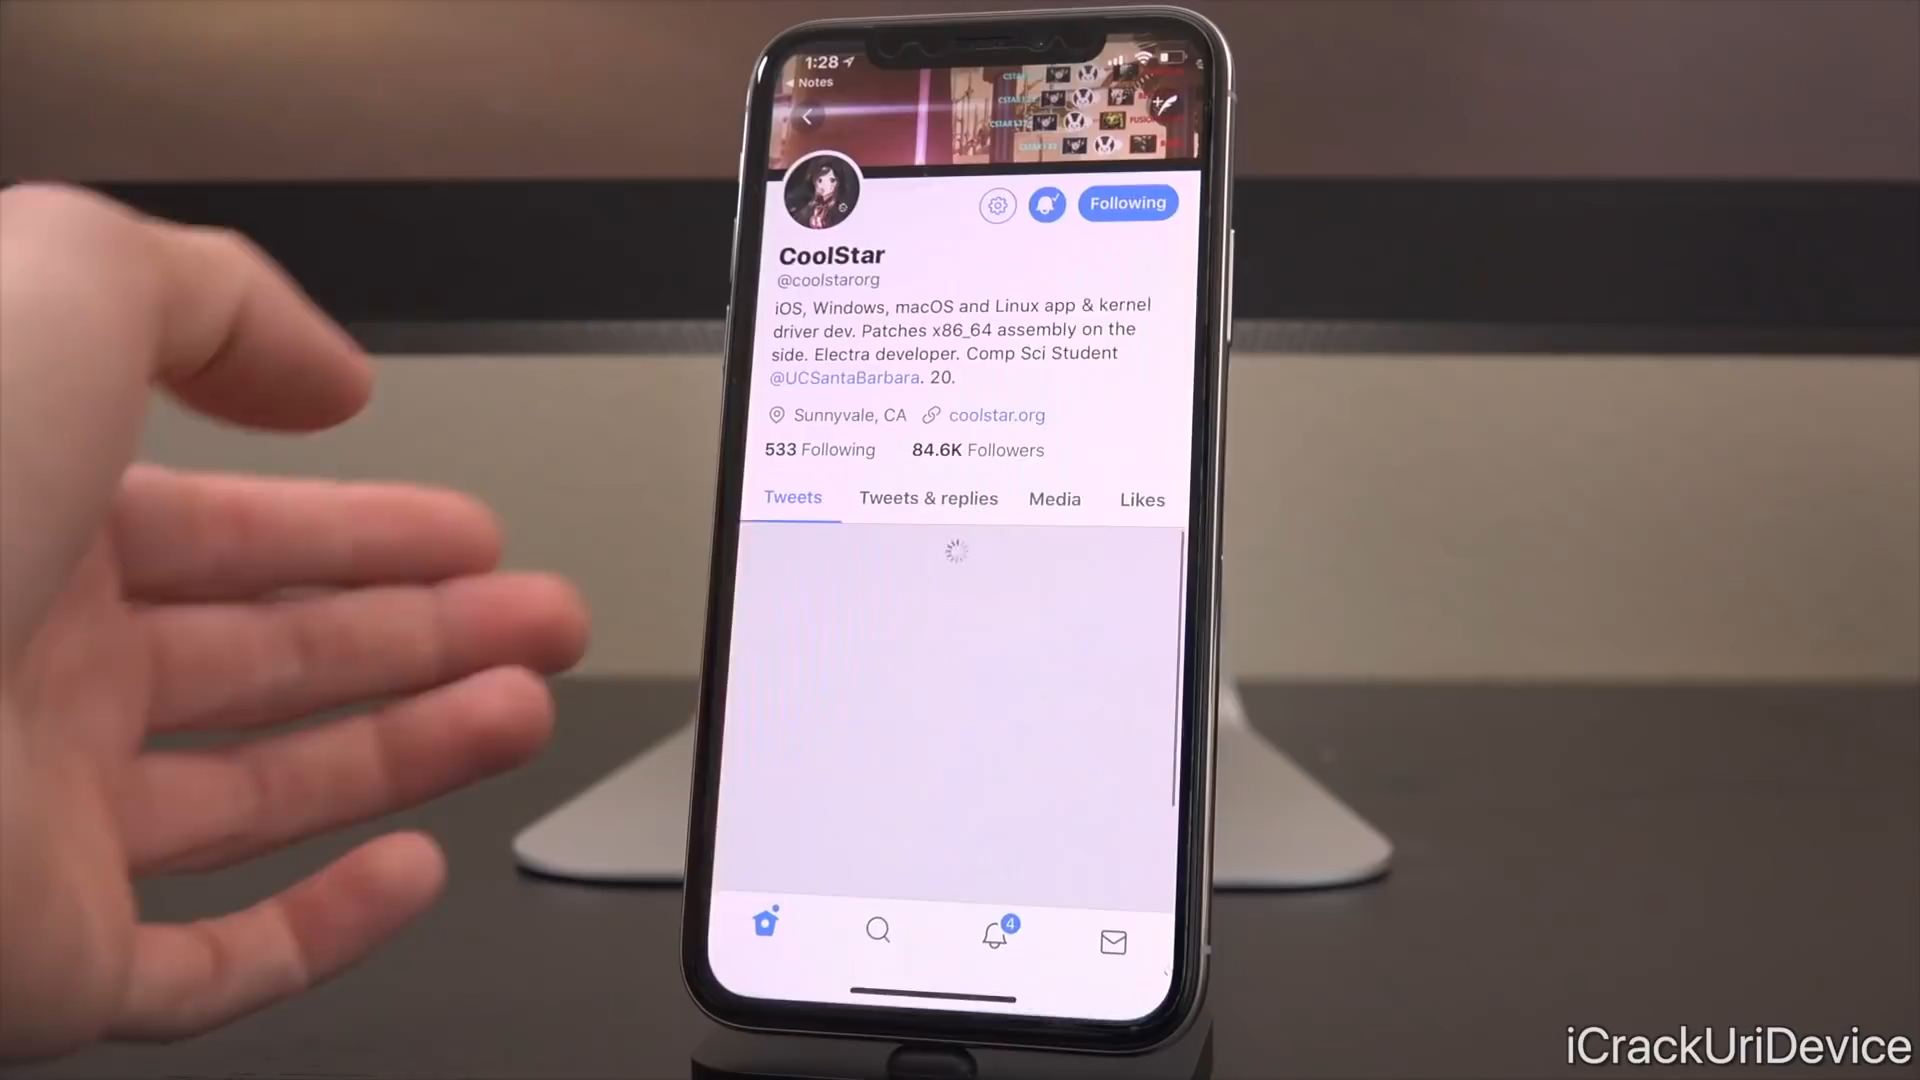 1:28
Notes
Following
CoolStar
@coolstarorg
iOS, Windows, macOS and Linux app & kernel
driver dev. Patches x86_64 assembly on the
side. Electra developer. Comp Sci Student
@UCSantaBarbara. 20.
Sunnyvale, CA coolstar.org
533 Following 84.6K Followers
Tweets Tweets & replies Media Likes
4
iCrackUriDevice